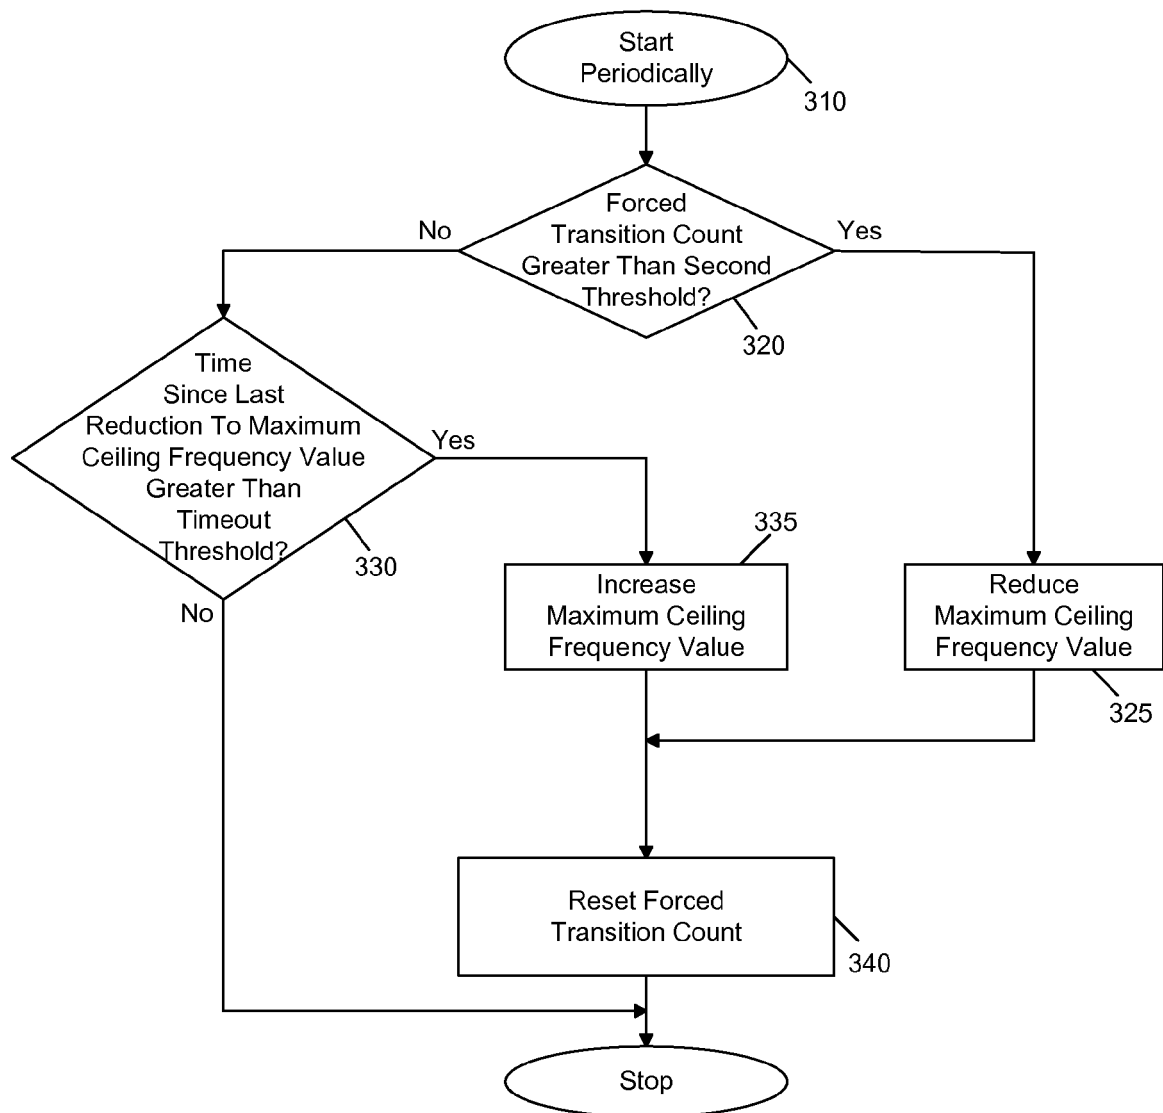 Start
Periodically
310
Forced
Transition Count
Greater Than Second
Threshold?
No
Yes
320
Time
Since Last
Reduction To Maximum
Ceiling Frequency Value
Greater Than
Timeout
Threshold?
Yes
330
No
335
Increase
Maximum Ceiling
Frequency Value
Reduce
Maximum Ceiling
Frequency Value
325
Reset Forced
Transition Count
340
Stop